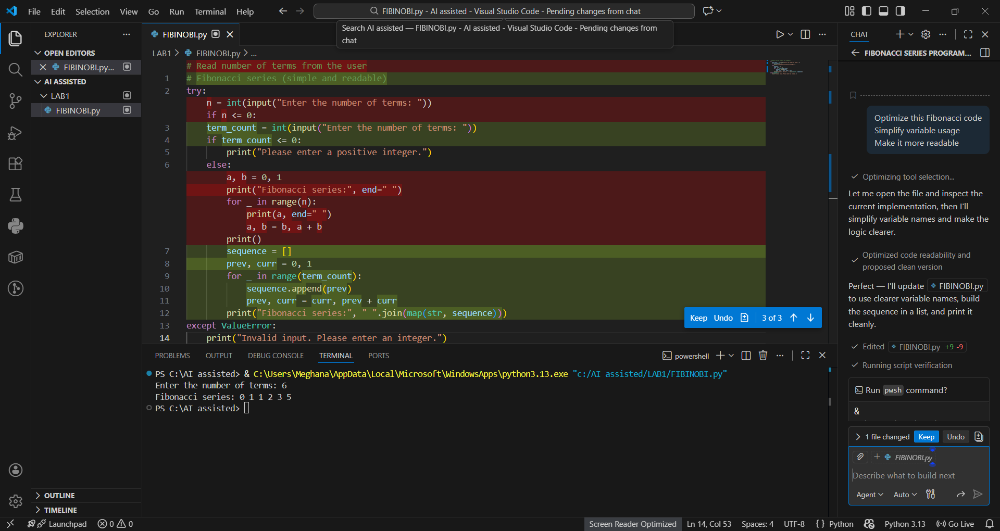 File Edit Selection View Go Run Terminal Help
FIBINOBI.py - AI assisted - Visual Studio Code - Pending changes from chat
Search AI assisted — FIBINOBI.py - AI assisted - Visual Studio Code - Pending changes from
chat
EXPLORER
OPEN EDITORS
FIBINOBI.py...
AI ASSISTED
LAB1
FIBINOBI.py
OUTLINE
TIMELINE
FIBINOBI.py
LAB1 > FIBINOBI.py > ...
# Read number of terms from the user
1 # Fibonacci series (simple and readable)
2 try:
n = int(input("Enter the number of terms: "))
if n <= 0:
3 term_count = int(input("Enter the number of terms: "))
4 if term_count <= 0:
5 print("Please enter a positive integer.")
6 else:
a, b = 0, 1
print("Fibonacci series:", end=" ")
for _ in range(n):
print(a, end=" ")
a, b = b, a + b
print()
7 sequence = []
8 prev, curr = 0, 1
9 for _ in range(term_count):
10 sequence.append(prev)
11 prev, curr = curr, prev + curr
12 print("Fibonacci series:", " ".join(map(str, sequence)))
13 except ValueError:
14 print("Invalid input. Please enter an integer.")
Keep Undo 3 of 3
PROBLEMS OUTPUT DEBUG CONSOLE TERMINAL PORTS
powershell
PS C:\AI assisted> & C:\Users\Meghana\AppData\Local\Microsoft\WindowsApps\python3.13.exe "c:/AI assisted/LAB1/FIBINOBI.py"
Enter the number of terms: 6
Fibonacci series: 0 1 1 2 3 5
PS C:\AI assisted>
CHAT
FIBONACCI SERIES PROGRAM...
Optimize this Fibonacci code
Simplify variable usage
Make it more readable
Optimizing tool selection...
Let me open the file and inspect the
current implementation, then I'll
simplify variable names and make the
logic clearer.
Optimized code readability and
proposed clean version
Perfect — I'll update FIBINOBI.py
to use clearer variable names, build
the sequence in a list, and print it
cleanly.
Edited FIBINOBI.py +9 -9
Running script verification
Run pwsh command?
&
1 file changed Keep Undo
FIBINOBI.py
Describe what to build next
Agent Auto
Launchpad 0 0
Screen Reader Optimized Ln 14, Col 53 Spaces: 4 UTF-8 { } Python Python 3.13 Go Live